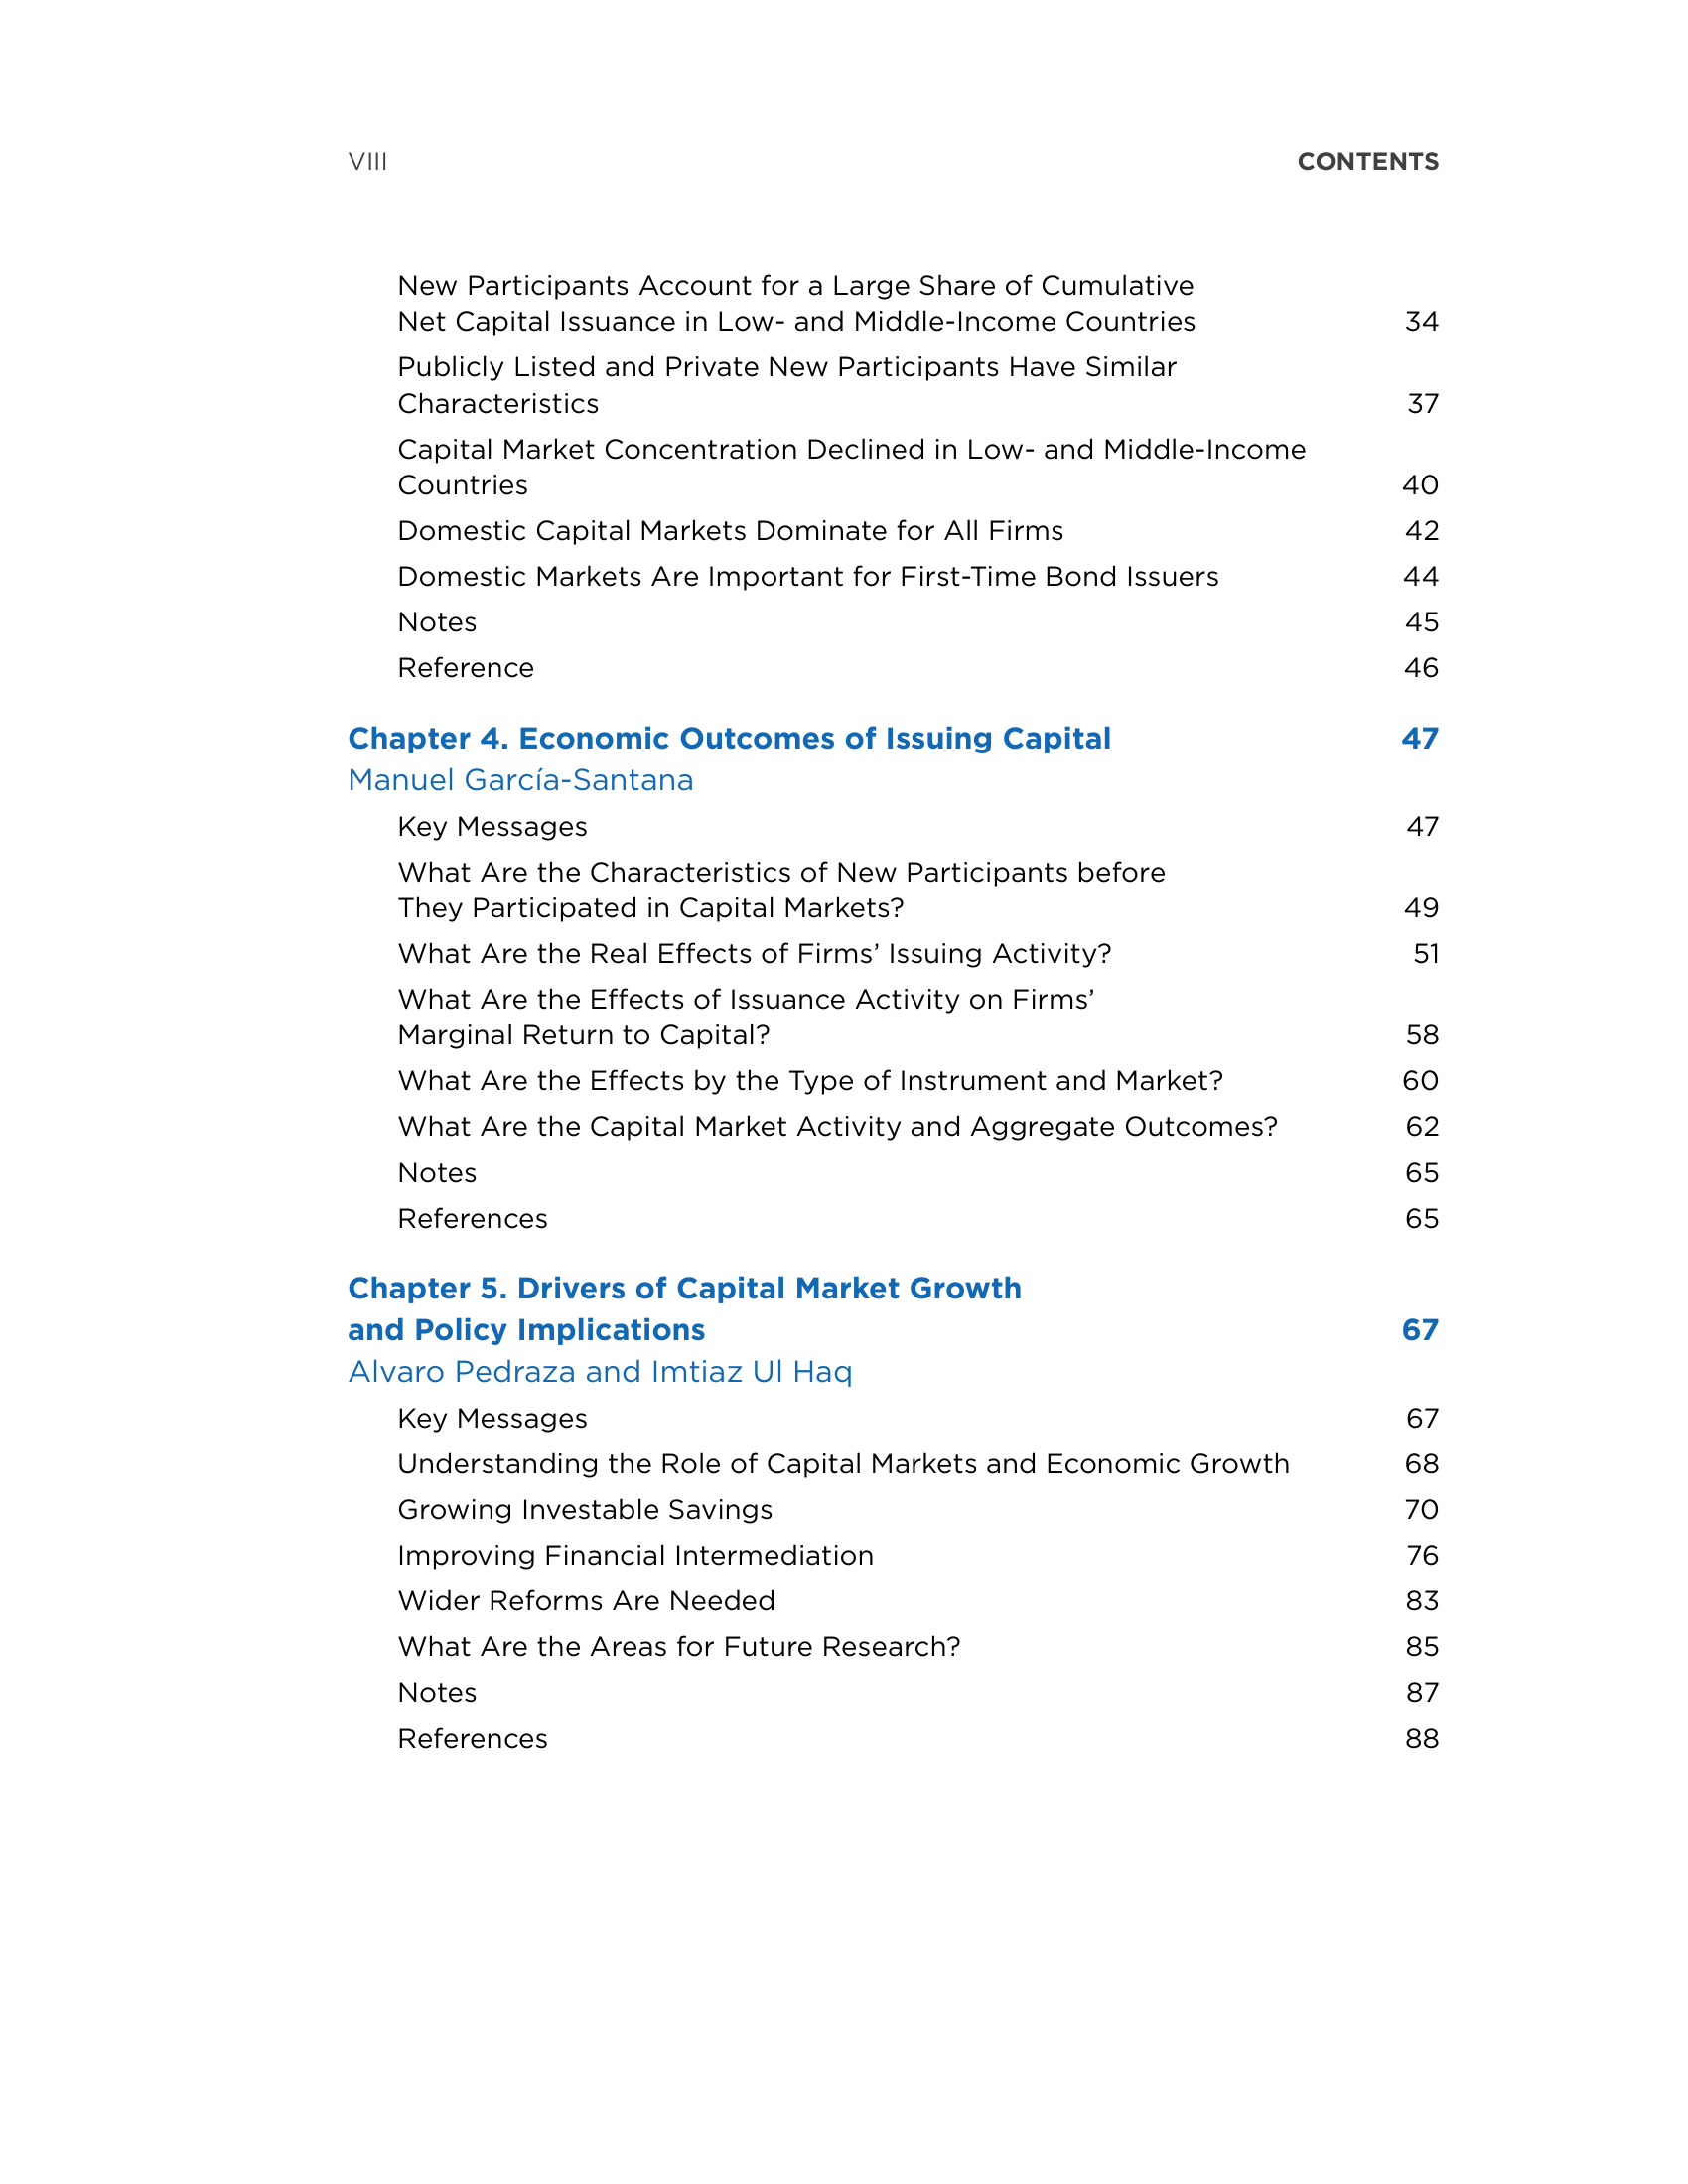 VIII CONTENTS
New Participants Account for a Large Share of Cumulative
Net Capital Issuance in Low- and Middle-Income Countries 34
Publicly Listed and Private New Participants Have Similar
Characteristics 37
Capital Market Concentration Declined in Low- and Middle-Income
Countries 40
Domestic Capital Markets Dominate for All Firms 42
Domestic Markets Are Important for First-Time Bond Issuers 44
Notes 45
Reference 46
Chapter 4. Economic Outcomes of Issuing Capital 47
Manuel García-Santana
Key Messages 47
What Are the Characteristics of New Participants before
They Participated in Capital Markets? 49
What Are the Real Effects of Firms’ Issuing Activity? 51
What Are the Effects of Issuance Activity on Firms’
Marginal Return to Capital? 58
What Are the Effects by the Type of Instrument and Market? 60
What Are the Capital Market Activity and Aggregate Outcomes? 62
Notes 65
References 65
Chapter 5. Drivers of Capital Market Growth
and Policy Implications 67
Alvaro Pedraza and Imtiaz Ul Haq
Key Messages 67
Understanding the Role of Capital Markets and Economic Growth 68
Growing Investable Savings 70
Improving Financial Intermediation 76
Wider Reforms Are Needed 83
What Are the Areas for Future Research? 85
Notes 87
References 88